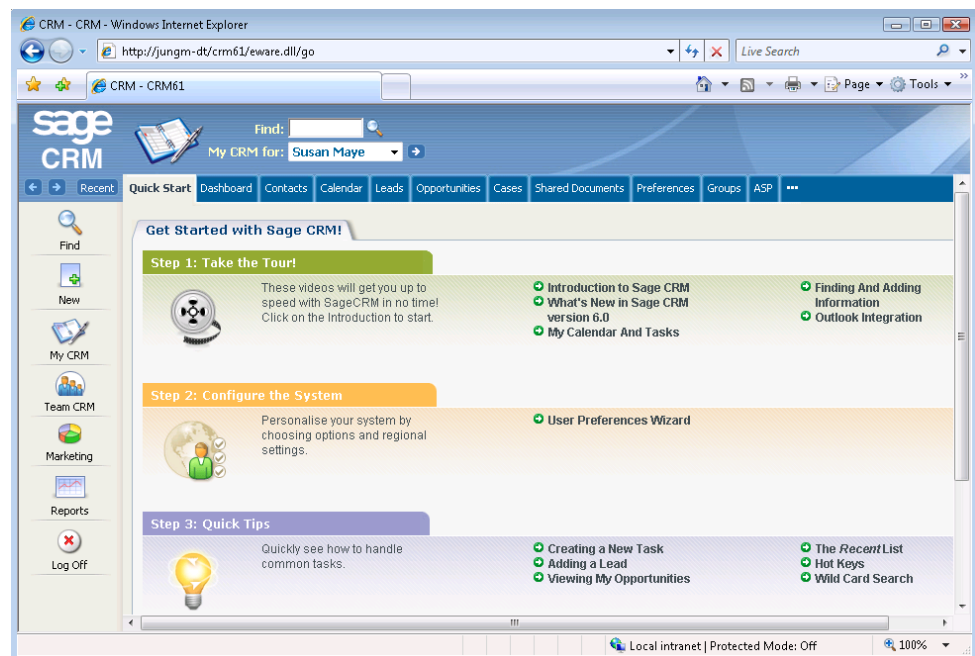 CRM - CRM - Windows Internet Explorer
http://jungm-dt/crm61/eware.dll/go
Live Search
CRM - CRM61
Page
Tools
sage
CRM
Find:
My CRM for: Susan Maye
Recent
Quick Start Dashboard Contacts Calendar Leads Opportunities Cases Shared Documents Preferences Groups ASP
Find
New
My CRM
Team CRM
Marketing
Reports
Log Off
Get Started with Sage CRM!
Step 1: Take the Tour!
These videos will get you up to
speed with SageCRM in no time!
Click on the Introduction to start.
Introduction to Sage CRM
What's New in Sage CRM
version 6.0
My Calendar And Tasks
Finding And Adding
Information
Outlook Integration
Step 2: Configure the System
Personalise your system by
choosing options and regional
settings.
User Preferences Wizard
Step 3: Quick Tips
Quickly see how to handle
common tasks.
Creating a New Task
Adding a Lead
Viewing My Opportunities
The Recent List
Hot Keys
Wild Card Search
Local intranet | Protected Mode: Off
100%